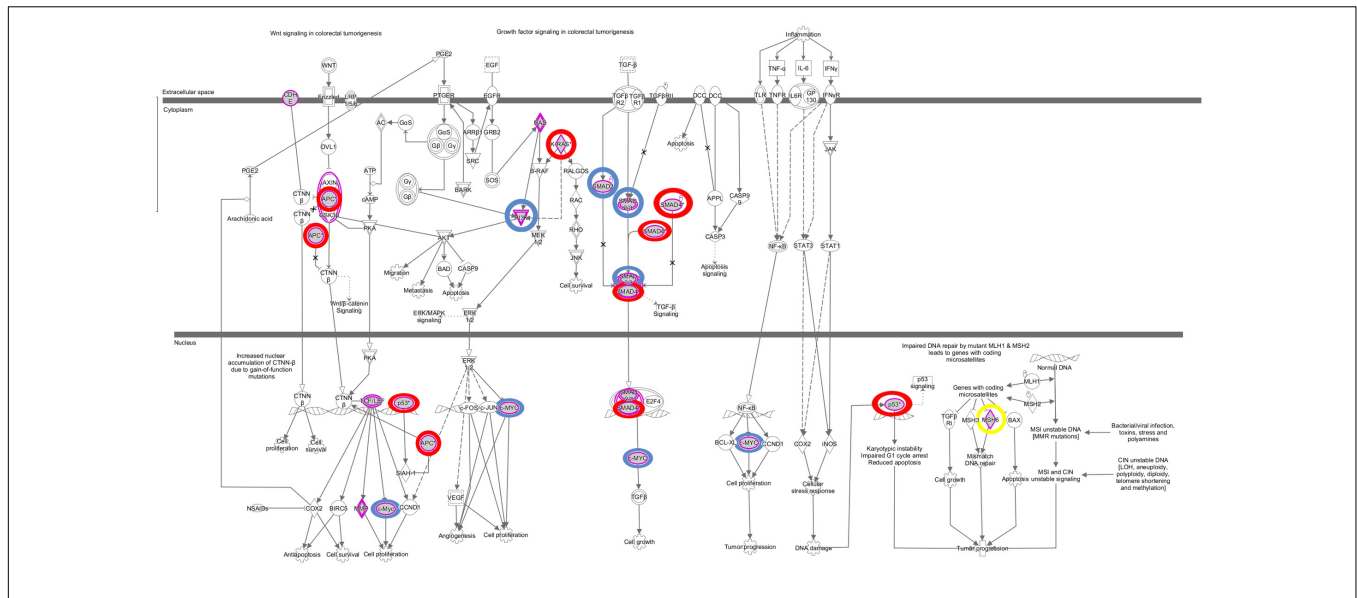 Wnt signaling in colorectal tumorigenesis
Growth factor signaling in colorectal tumorigenesis
Inflammation
PGE2
WNT
EGF
TGF-β
TNF-α
IL-6
IFNγ
Extracellular space
Cytoplasm
CDH
E
Frizzled
LRP
5/6
PTGER
EGFR
TGFβ
R2
TGFβ
R1
TGFβRIII
DCC
DCC
TLR
TNFR
IL6R
GP
130
IFNγR
AC
GαS
GαS
Gβ
Gγ
ARRβ
GRB2
RAS
K-RAS*
DVL1
SRC
B-RAF
RALGDS
Apoptosis
JAK
PGE2
ATP
Gγ
Gβ
BARK
SOS
SMAD2
CTNN
β
AXIN
APC*
GSK3β
cAMP
RAC
SMAD4*
APPL
CASP9
9
Arachidonic acid
CTNN
β
PI3K
RHO
APC*
PKA
AKT
MEK
1/2
SMAD4*
CASP3
NF-κB
STAT3
STAT1
JNK
CTNN
β
Migration
BAD
CASP9
Apoptosis
signaling
Metastasis
Apoptosis
Cell survival
SMAD4*
Wnt/β-catenin
Signaling
TGF-β
Signaling
ERK/MAPK
signaling
ERK
1/2
Nucleus
Increased nuclear
accumulation of CTNN-β
due to gain-of-function
mutations
PKA
ERK
1/2
Impaired DNA repair by mutant MLH1 & MSH2
leads to genes with coding
microsatellites
Normal DNA
p53
signaling
MLH1
Genes with coding
microsatellites
MSH2
CTNN
β
CTNN
β
TCF/LEF
p53*
c-FOS
c-JUN
c-MYC
SMAD4*
E2F4
NF-κB
p53*
TGFβ
RI
MSH3
MSH6
BAX
MSI unstable DNA
[MMR mutations]
Bacterial/viral infection,
toxins, stress and
polyamines
Cell
proliferation
Cell
survival
APC*
BCL-XL
c-MYC
CCND1
COX2
iNOS
Karyotypic instability
Impaired G1 cycle arrest
Reduced apoptosis
Mismatch
DNA repair
c-MYC
SIAH-1
Cell growth
Apoptosis
MSI and CIN
unstable signaling
CIN unstable DNA
[LOH, aneuploidy,
polyploidy, diploidy,
telomere shortening
and methylation]
Cell proliferation
Cellular
stress response
VEGF
TGFβ
NSAIDs
COX2
BIRC5
MMP
c-Myc
CCND1
Angiogenesis
Cell proliferation
Cell growth
Antiapoptosis
Cell survival
Cell proliferation
Tumor progression
DNA damage
Tumor progression